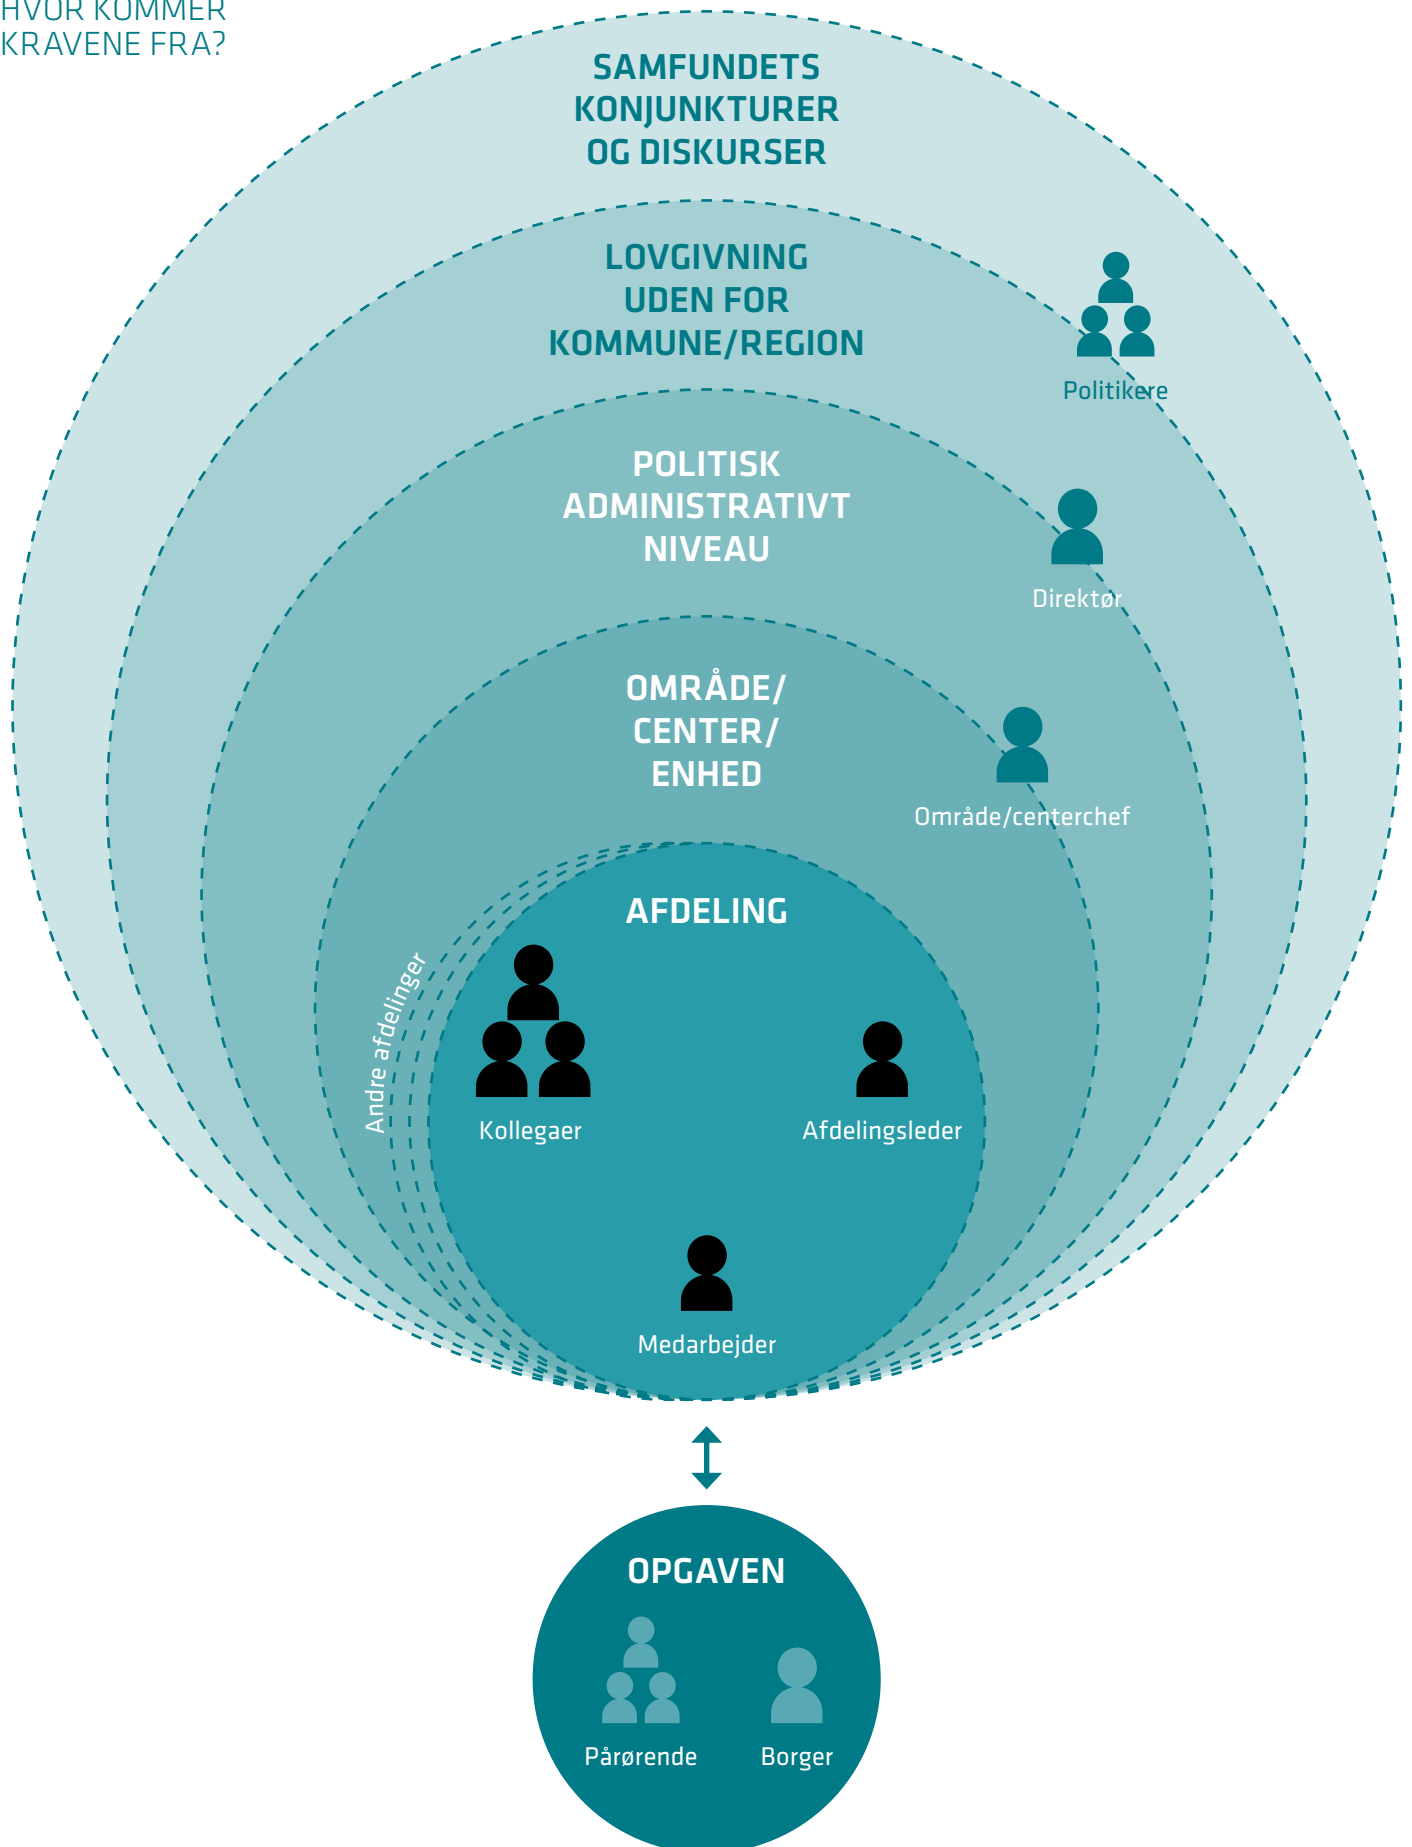 HVOR KOMMER
KRAVENE FRA?
SAMFUNDETS
KONJUNKTURER
OG DISKURSER
LOVGIVNING
UDEN FOR
KOMMUNE/REGION
Politikere
POLITISK
ADMINISTRATIVT
NIVEAU
Direktør
OMRÅDE/
CENTER/
ENHED
Område/centerchef
AFDELING
Andre afdelinger
Kollegaer
Afdelingsleder
Medarbejder
OPGAVEN
Pårørende
Borger